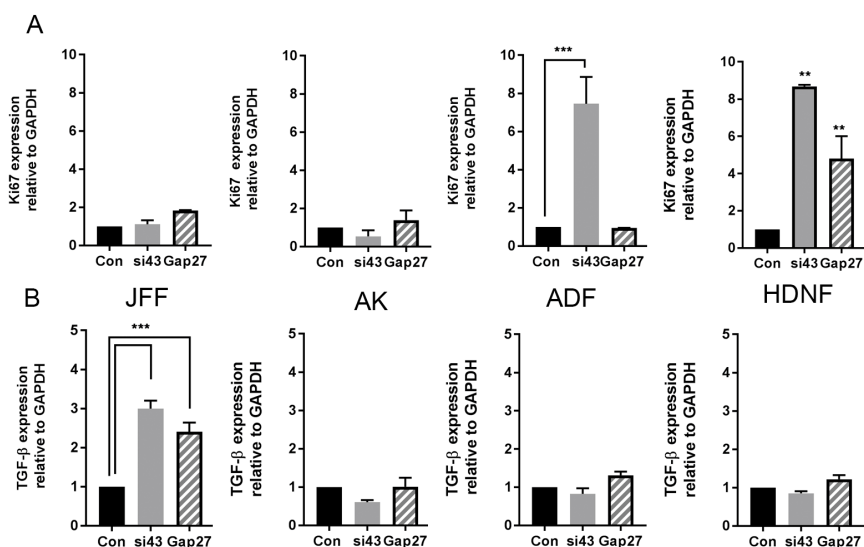 A
Ki67 expression
relative to GAPDH
10
8
6
4
2
0
Con si43 Gap27
Ki67 expression
relative to GAPDH
10
8
6
4
2
0
Con si43 Gap27
Ki67 expression
relative to GAPDH
10
8
6
4
2
0
***
Con si43 Gap27
Ki67 expression
relative to GAPDH
10
8
6
4
2
0
**
**
Con si43 Gap27
B
JFF
AK
ADF
HDNF
TGF-β expression
relative to GAPDH
5
4
3
2
1
0
***
Con si43 Gap27
TGF-β expression
relative to GAPDH
5
4
3
2
1
0
Con si43 Gap27
TGF-β expression
relative to GAPDH
5
4
3
2
1
0
Con si43 Gap27
TGF-β expression
relative to GAPDH
5
4
3
2
1
0
Con si43 Gap27